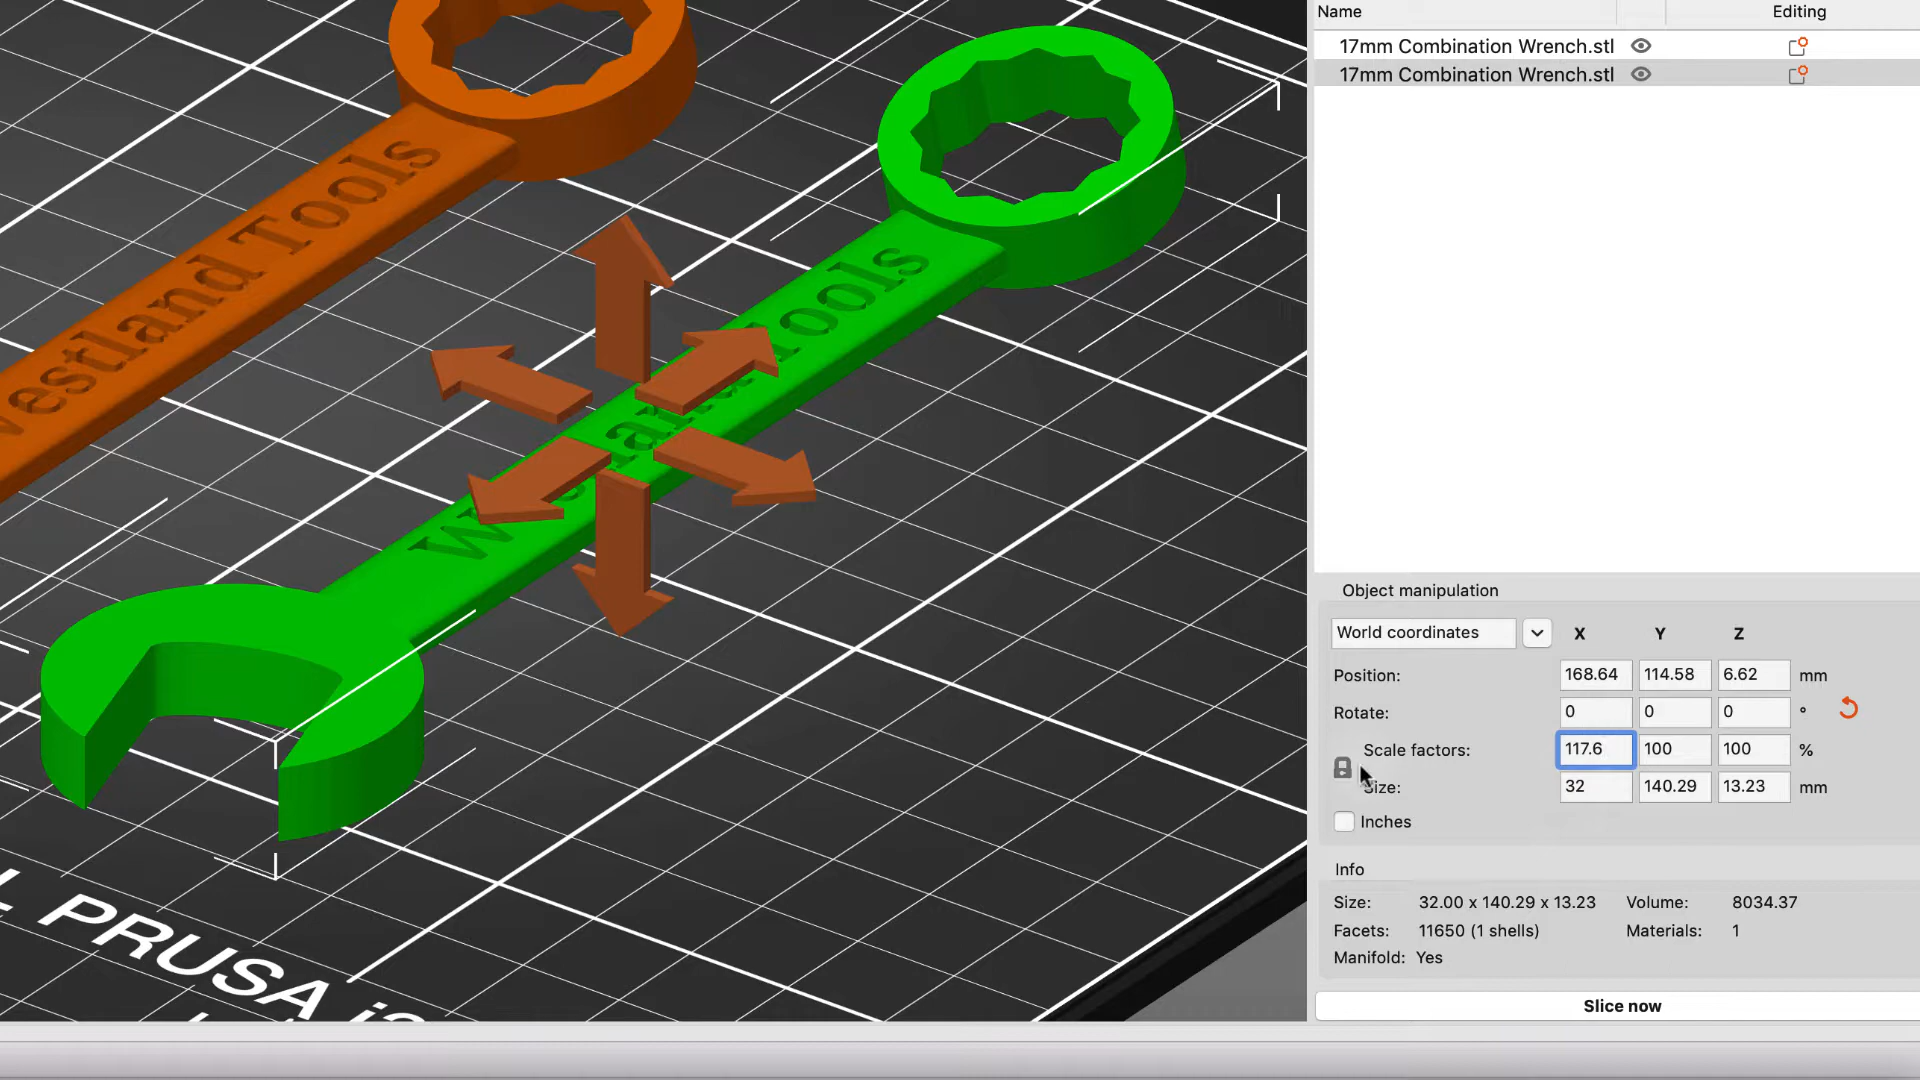 Name Editing
17mm Combination Wrench.stl
17mm Combination Wrench.stl
Westland Tools
Tools
Object manipulation
World coordinates X Y Z
Position: 168.64 114.58 6.62 mm
Rotate: 0 0 0 °
Scale factors: 117.6 100 100 %
Size: 32 140.29 13.23 mm
Inches
Info
Size: 32.00 x 140.29 x 13.23 Volume: 8034.37
Facets: 11650 (1 shells) Materials: 1
Manifold: Yes
Slice now
PRUSA